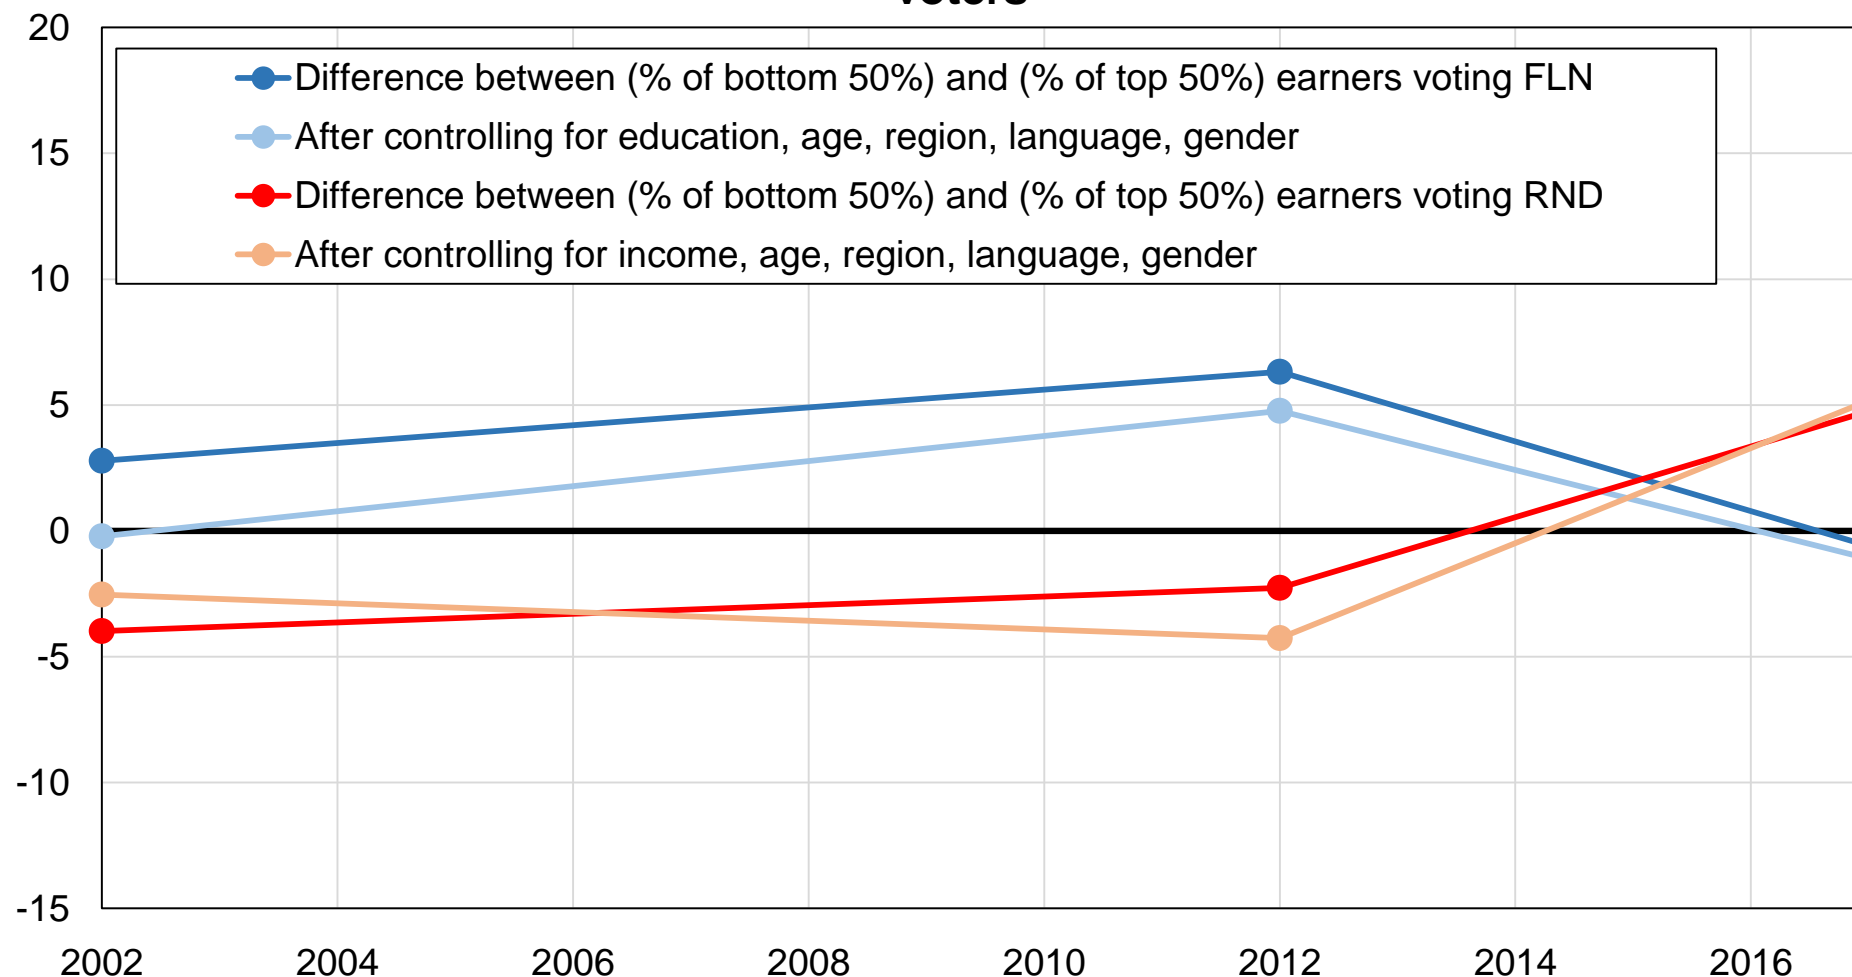 20
15
10
5
0
-5
-10
-15
Difference between (% of bottom 50%) and (% of top 50%) earners voting FLN
After controlling for education, age, region, language, gender
Difference between (% of bottom 50%) and (% of top 50%) earners voting RND
After controlling for income, age, region, language, gender
2002 2004 2006 2008 2010 2012 2014 2016